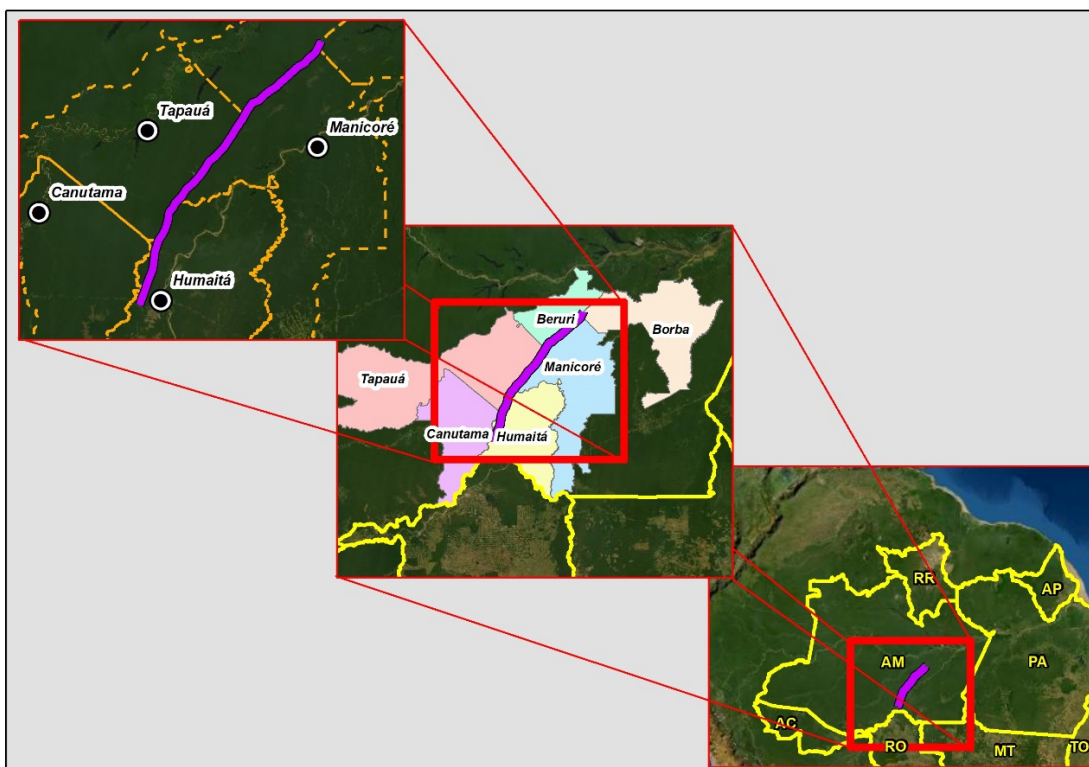 Tapauá
Manicoré
Canutama
Humaitá
Beruri
Borba
Manicoré
Tapauá
Canutama
Humaitá
RR
AP
AM
PA
AC
RO
MT
TO